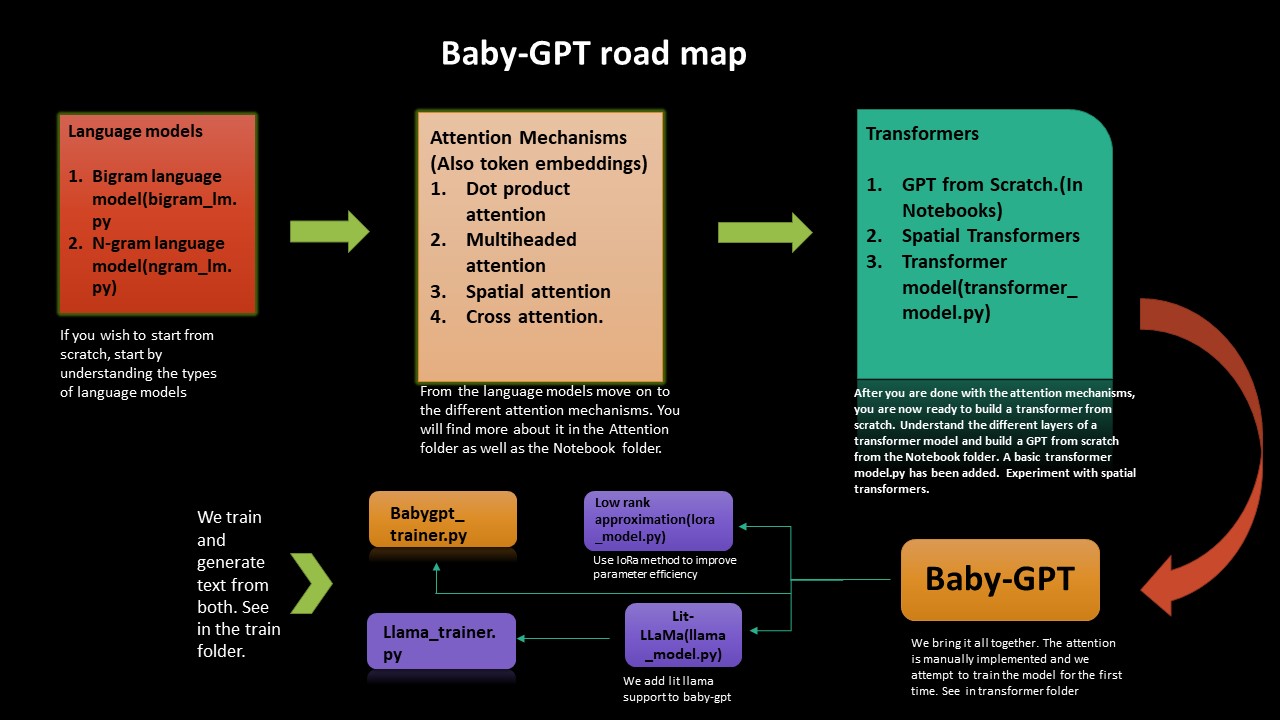 Baby-GPT road map
Language models
1. Bigram language
model(bigram_lm.
py
2. N-gram language
model(ngram_lm.
py)
If you wish to start from
scratch, start by
understanding the types
of language models
Attention Mechanisms
(Also token embeddings)
1. Dot product
attention
2. Multiheaded
attention
3. Spatial attention
4. Cross attention.
From the language models move on to
the different attention mechanisms. You
will find more about it in the Attention
folder as well as the Notebook folder.
Transformers
1. GPT from Scratch.(In
Notebooks)
2. Spatial Transformers
3. Transformer
model(transformer_
model.py)
After you are done with the attention mechanisms,
you are now ready to build a transformer from
scratch. Understand the different layers of a
transformer model and build a GPT from scratch
from the Notebook folder. A basic transformer
model.py has been added. Experiment with spatial
transformers.
We train
and
generate
text from
both. See
in the train
folder.
Babygpt_
trainer.py
Llama_trainer.
py
Low rank
approximation(lora
_model.py)
Use loRa method to improve
parameter efficiency
Lit-
LLaMa(llama
_model.py)
We add lit llama
support to baby-gpt
Baby-GPT
We bring it all together. The attention
is manually implemented and we
attempt to train the model for the first
time. See in transformer folder